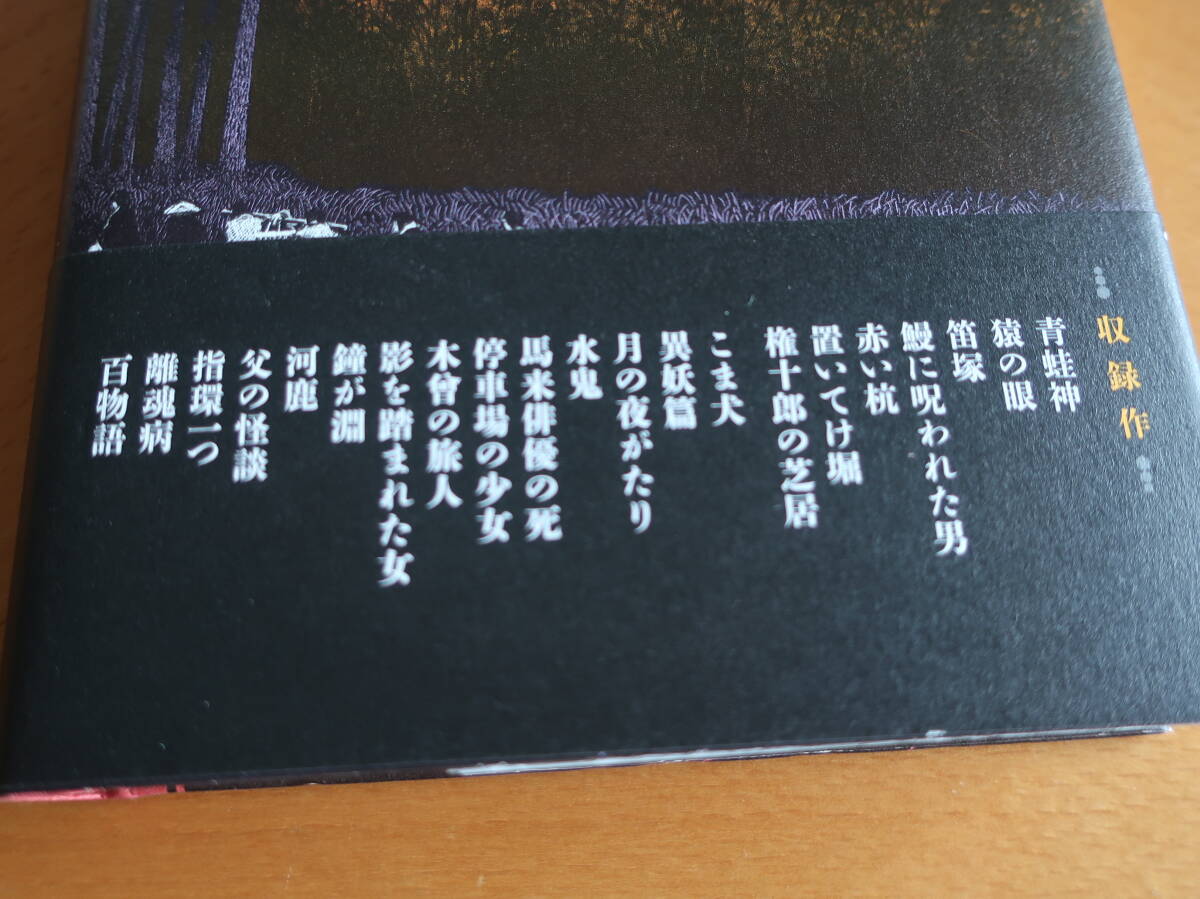 収録作
青蛙神
猿の眼
笛塚
鰻に呪われた男
赤い杭
置いてけ堀
権十郎の芝居
こま犬
異妖篇
月の夜がたり
水鬼
馬来俳優の死
停車場の少女
木曾の旅人
影を踏まれた女
鐘が淵
河鹿
父の怪談
指環一つ
離魂病
百物語